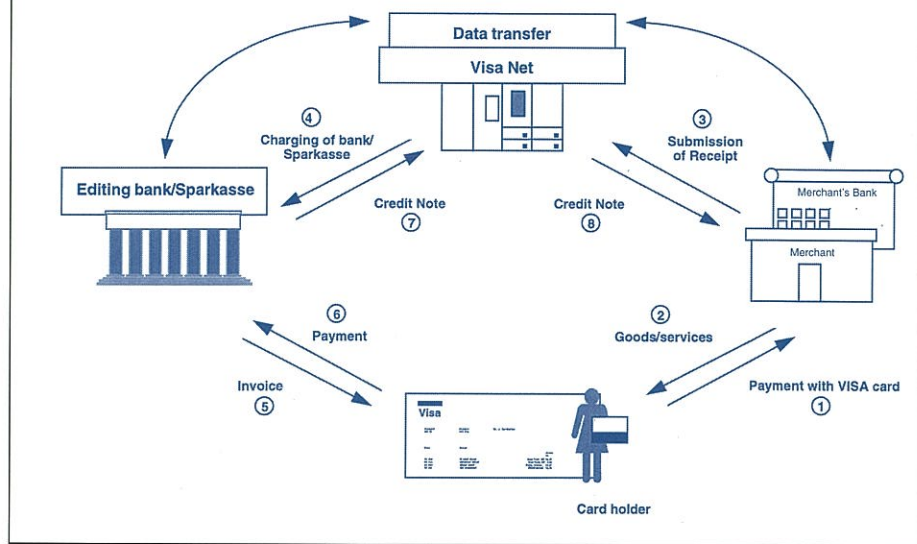 Data transfer
Visa Net
④
Charging of bank/
Sparkasse
③
Submission
of Receipt
Editing bank/Sparkasse
Merchant's Bank
Credit Note
⑦
Credit Note
⑧
Merchant
⑥
Payment
②
Goods/services
Invoice
⑤
Payment with VISA card
①
Visa
Card holder